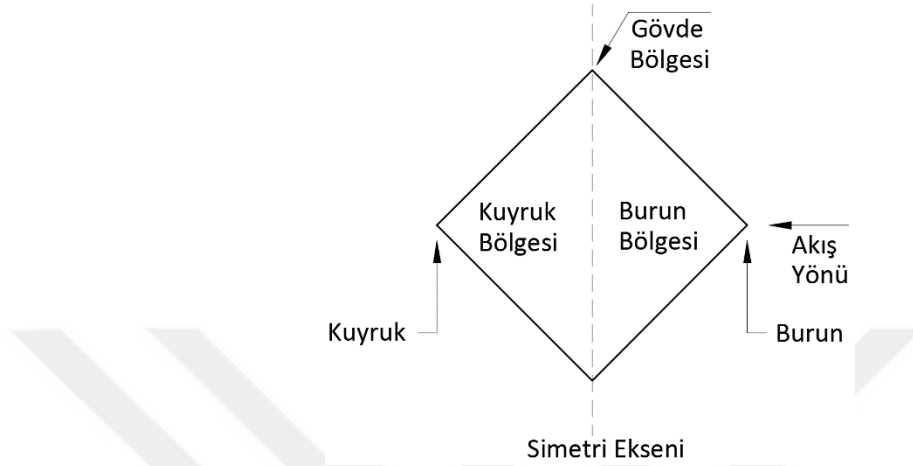 Gövde
Bölgesi
Kuyruk
Bölgesi
Burun
Bölgesi
Akış
Yönü
Kuyruk
Burun
Simetri Ekseni